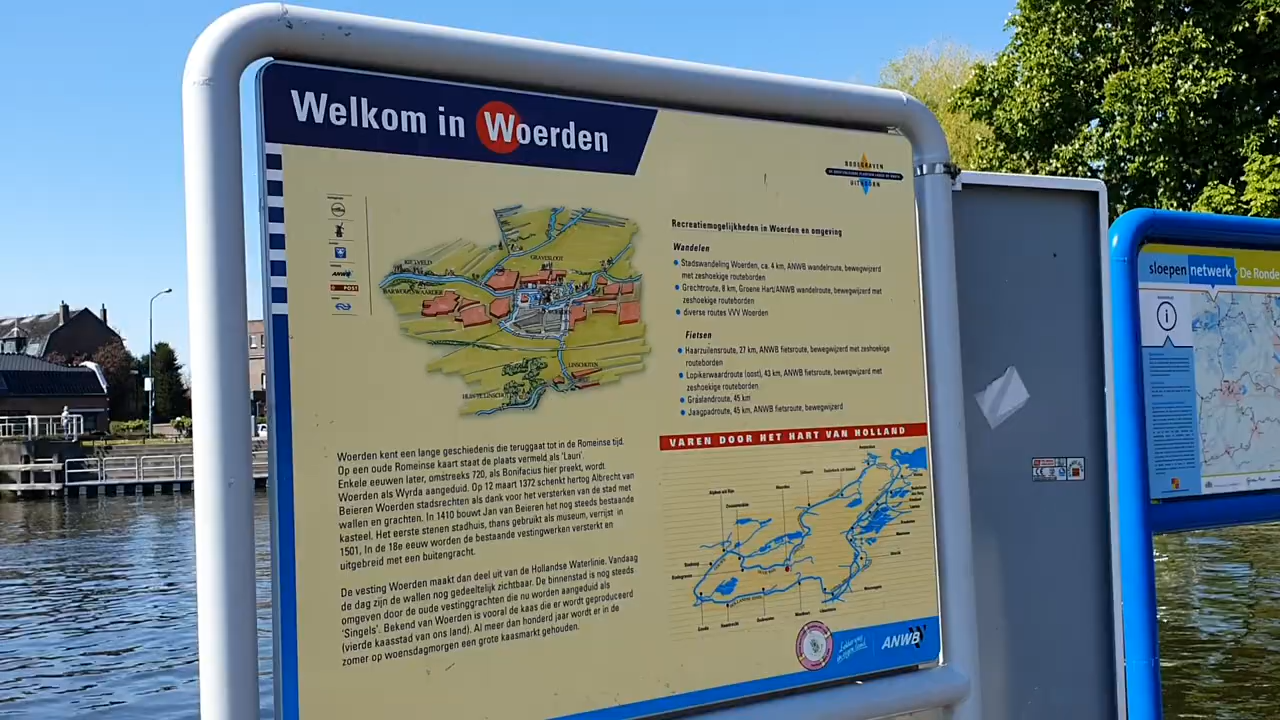 Welkom in Woerden
BODEGRAVEN
UIT WOERDEN
ANWB
POST
RIETVELD
BARWOUTSWAARDER
GRAVESLOOT
LINSCHOTEN
Recreatiemogelijkheden in Woerden en omgeving
Wandelen
Stadswandeling Woerden, ca. 4 km, ANWB wandelroute, bewegwijzerd
met zeshoekige routeborden
Grechtroute, 8 km, Groene Hart/ANWB wandelroute, bewegwijzerd met
zeshoekige routeborden
diverse routes VVV Woerden
Fietsen
Haarzuilensroute, 27 km, ANWB fietsroute, bewegwijzerd met zeshoekige
routeborden
Lopikerwaardroute (oost), 43 km, ANWB fietsroute, bewegwijzerd met
zeshoekige routeborden
Graslandroute, 45 km
Jaagpadroute, 45 km, ANWB fietsroute, bewegwijzerd
Woerden kent een lange geschiedenis die teruggaat tot in de Romeinse tijd.
Op een oude Romeinse kaart staat de plaats vermeld als 'Lauri'.
Enkele eeuwen later, omstreeks 720, als Bonifacius hier preekt, wordt
Woerden als Wyrda aangeduid. Op 12 maart 1372 schenkt hertog Albrecht van
Beieren Woerden stadsrechten als dank voor het versterken van de stad met
wallen en grachten. In 1410 bouwt Jan van Beieren het nog steeds bestaande
kasteel. Het eerste stenen stadhuis, thans gebruikt als museum, verrijst in
1501, In de 18e eeuw worden de bestaande vestingwerken versterkt en
uitgebreid met een buitengracht.
De vesting Woerden maakt dan deel uit van de Hollandse Waterlinie. Vandaag
de dag zijn de wallen nog gedeeltelijk zichtbaar. De binnenstad is nog steeds
omgeven door de oude vestinggrachten die nu worden aangeduid als
'Singels'. Bekend van Woerden is vooral de kaas die er wordt geproduceerd
(vierde kaasstad van ons land). Al meer dan honderd jaar wordt er in de
zomer op woensdagmorgen een grote kaasmarkt gehouden.
VAREN DOOR HET HART VAN HOLLAND
ANWB
sloepen netwerk De Ronde
i